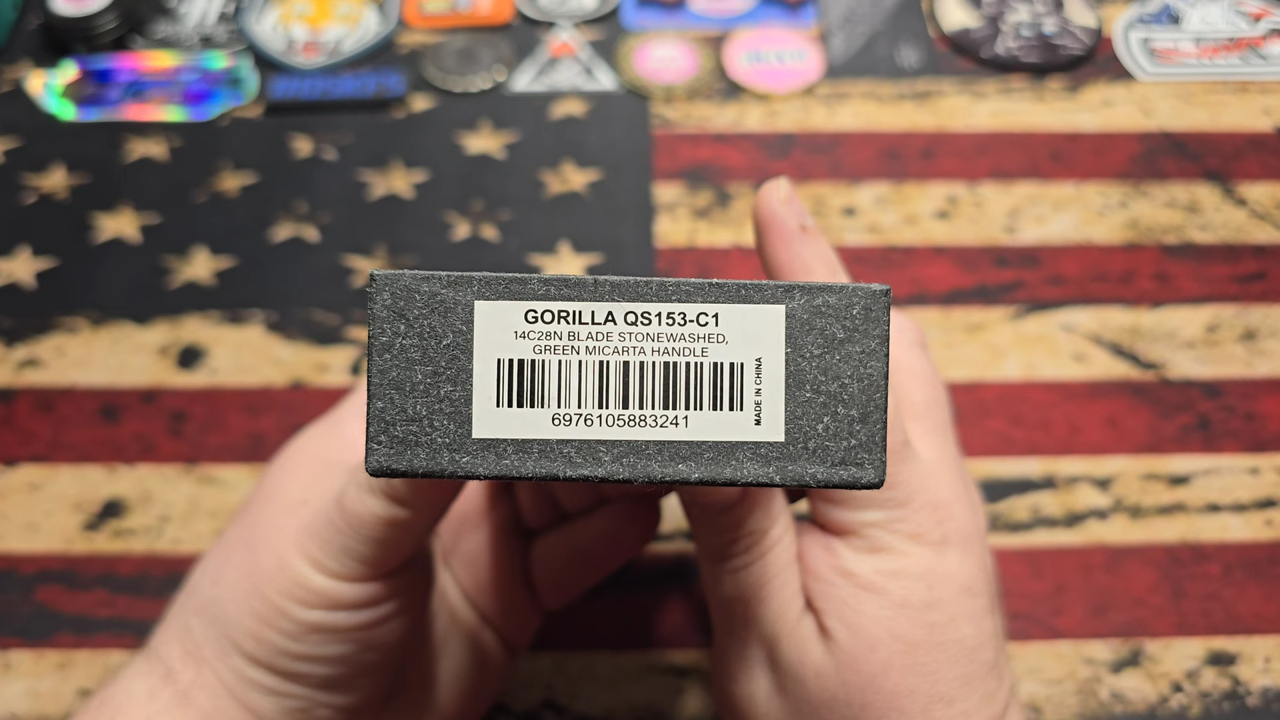 GORILLA QS153-C1
14C28N BLADE STONEWASHED,
GREEN MICARTA HANDLE
6976105883241
MADE IN CHINA